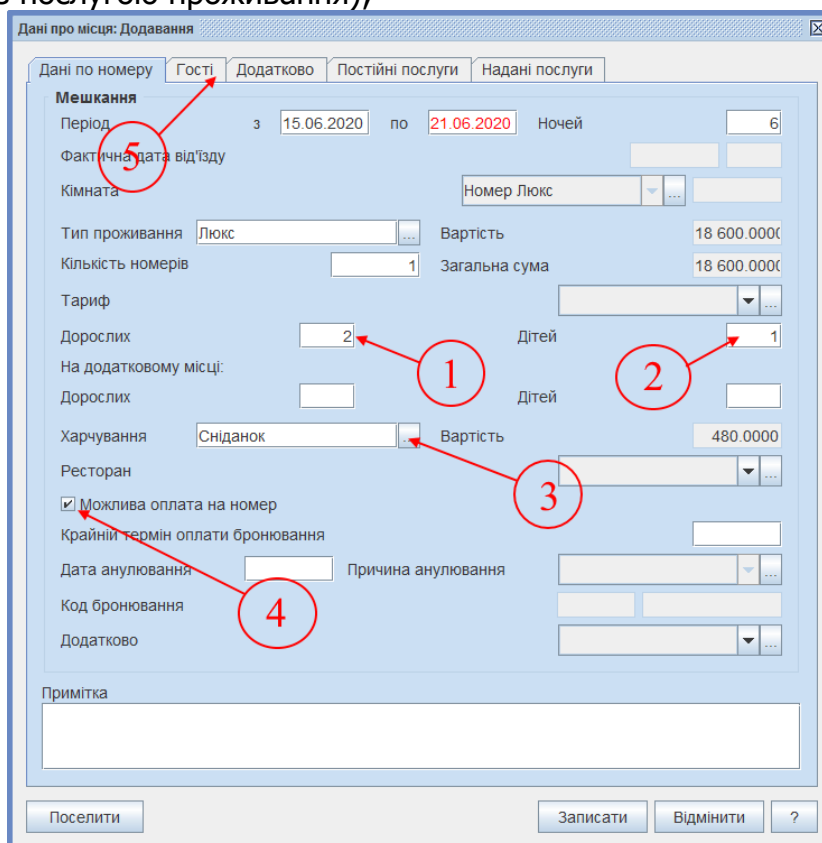 з послугою проживання),
Дані про місця: Додавання
Дані по номеру Гості Додатково Постійні послуги Надані послуги
Мешкання
Період з 15.06.2020 по 21.06.2020 Ночей 6
Фактична дата від'їзду
5
Кімната Номер Люкс ...
Тип проживання Люкс ... Вартість 18 600.0000
Кількість номерів 1 Загальна сума 18 600.0000
Тариф ...
Дорослих 2 Дітей 1
1 2
На додатковому місці:
Дорослих Дітей
Харчування Сніданок ... Вартість 480.0000
Ресторан ...
3
Можлива оплата на номер
Крайній термін оплати бронювання
Дата анулювання Причина анулювання ...
4
Код бронювання
Додатково ...
Примітка
Поселити Записати Відмінити ?